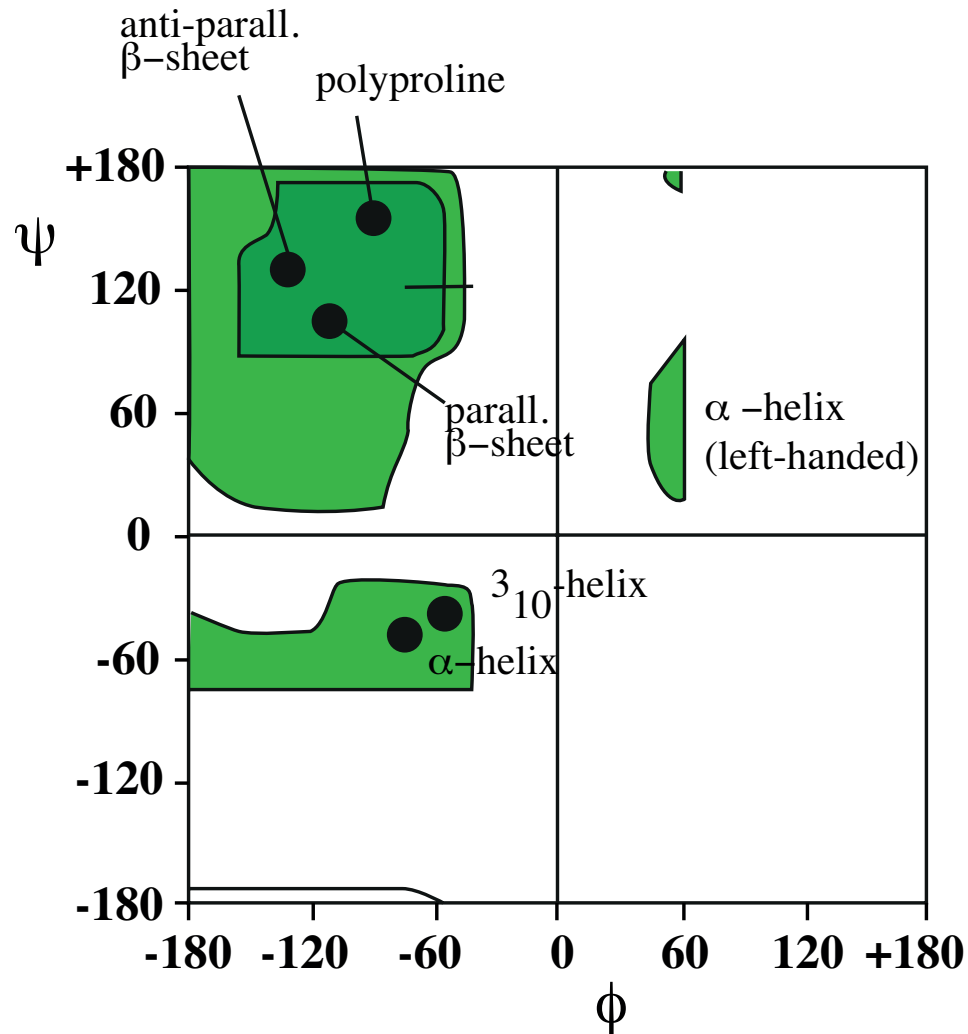 anti-parall.
β–sheet
polyproline
+180
ψ
120
60
parall.
β–sheet
α –helix
(left-handed)
0
3
10
-helix
-60
α–helix
-120
-180
-180 -120 -60 0 60 120 +180
ϕ